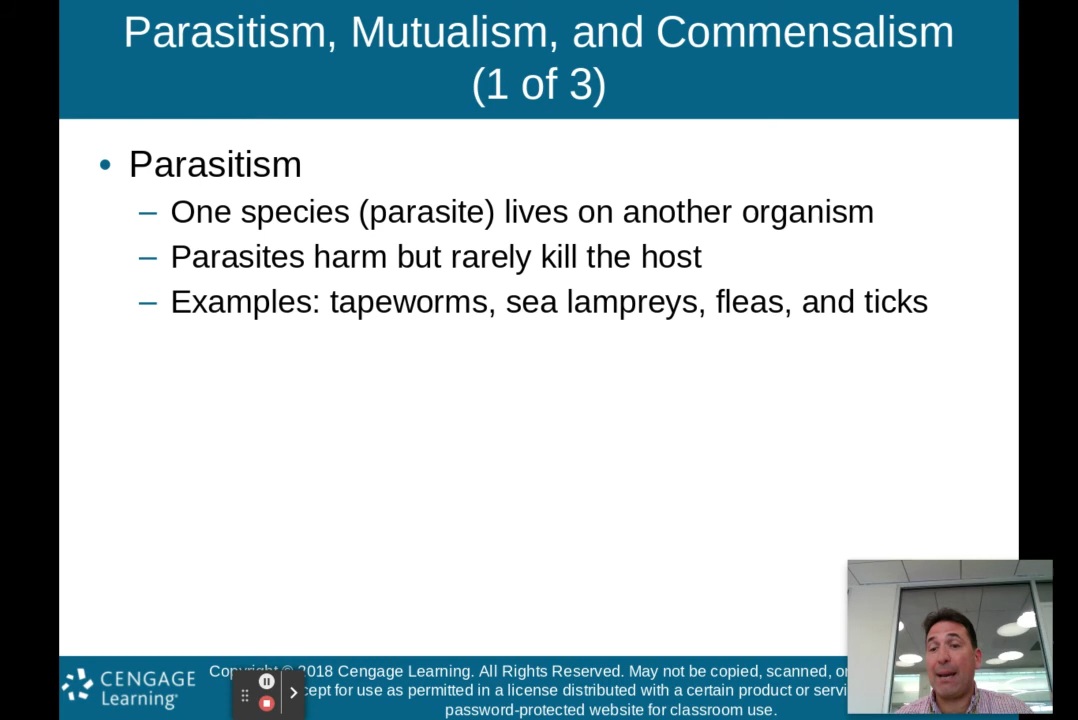 Parasitism, Mutualism, and Commensalism
(1 of 3)
• Parasitism
– One species (parasite) lives on another organism
– Parasites harm but rarely kill the host
– Examples: tapeworms, sea lampreys, fleas, and ticks
CENGAGE
Learning
2018 Cengage Learning. All Rights Reserved. May not be copied, scanned, or
for use as permitted in a license distributed with a certain product or
password-protected website for classroom use.